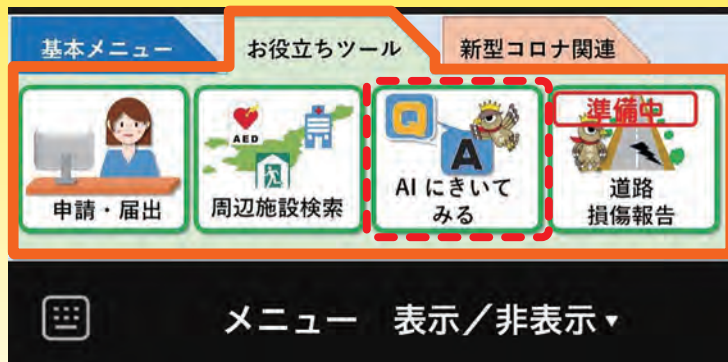 基本メニュー
お役立ちツール
新型コロナ関連
AED
申請・届出
周辺施設検索
Q
A
AIにきいて
みる
準備中
道路
損傷報告
メニュー 表示／非表示▼